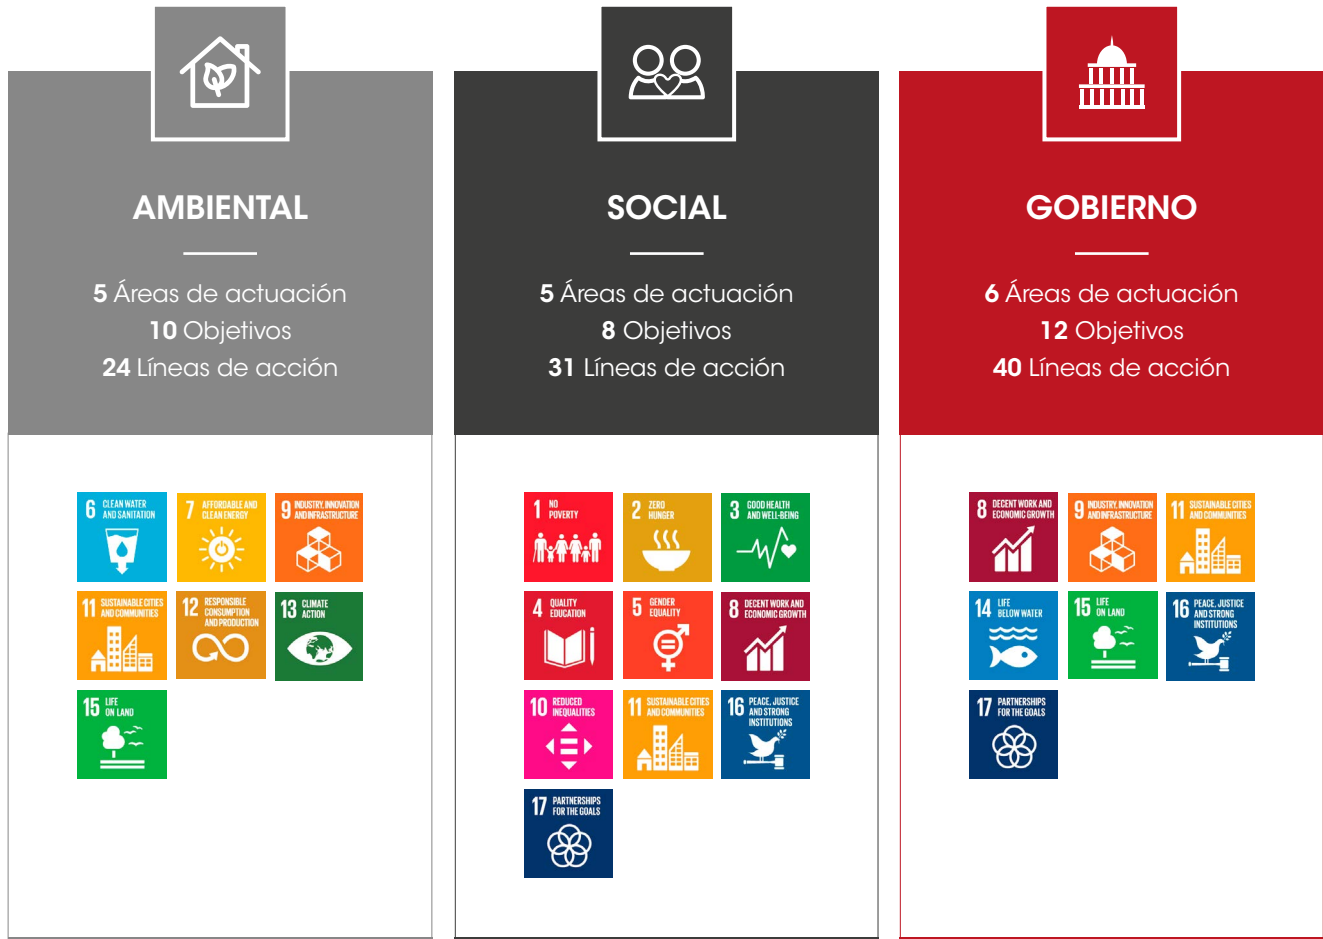 AMBIENTAL
5 Áreas de actuación
10 Objetivos
24 Líneas de acción
6 CLEAN WATER
AND SANITATION
7 AFFORDABLE AND
CLEAN ENERGY
9 INDUSTRY, INNOVATION
AND INFRASTRUCTURE
11 SUSTAINABLE CITIES
AND COMMUNITIES
12 RESPONSIBLE
CONSUMPTION
AND PRODUCTION
13 CLIMATE
ACTION
15 LIFE
ON LAND
SOCIAL
5 Áreas de actuación
8 Objetivos
31 Líneas de acción
1 NO
POVERTY
2 ZERO
HUNGER
3 GOOD HEALTH
AND WELL-BEING
4 QUALITY
EDUCATION
5 GENDER
EQUALITY
8 DECENT WORK AND
ECONOMIC GROWTH
10 REDUCED
INEQUALITIES
11 SUSTAINABLE CITIES
AND COMMUNITIES
16 PEACE, JUSTICE
AND STRONG
INSTITUTIONS
17 PARTNERSHIPS
FOR THE GOALS
GOBIERNO
6 Áreas de actuación
12 Objetivos
40 Líneas de acción
8 DECENT WORK AND
ECONOMIC GROWTH
9 INDUSTRY, INNOVATION
AND INFRASTRUCTURE
11 SUSTAINABLE CITIES
AND COMMUNITIES
14 LIFE
BELOW WATER
15 LIFE
ON LAND
16 PEACE, JUSTICE
AND STRONG
INSTITUTIONS
17 PARTNERSHIPS
FOR THE GOALS